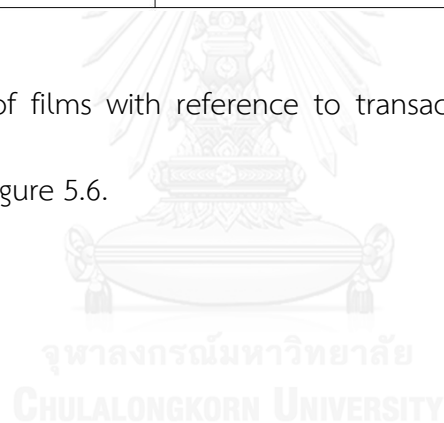 of films with reference to transac
gure 5.6.
จุฬาลงกรณ์มหาวิทยาลัย
CHULALONGKORN UNIVERSITY